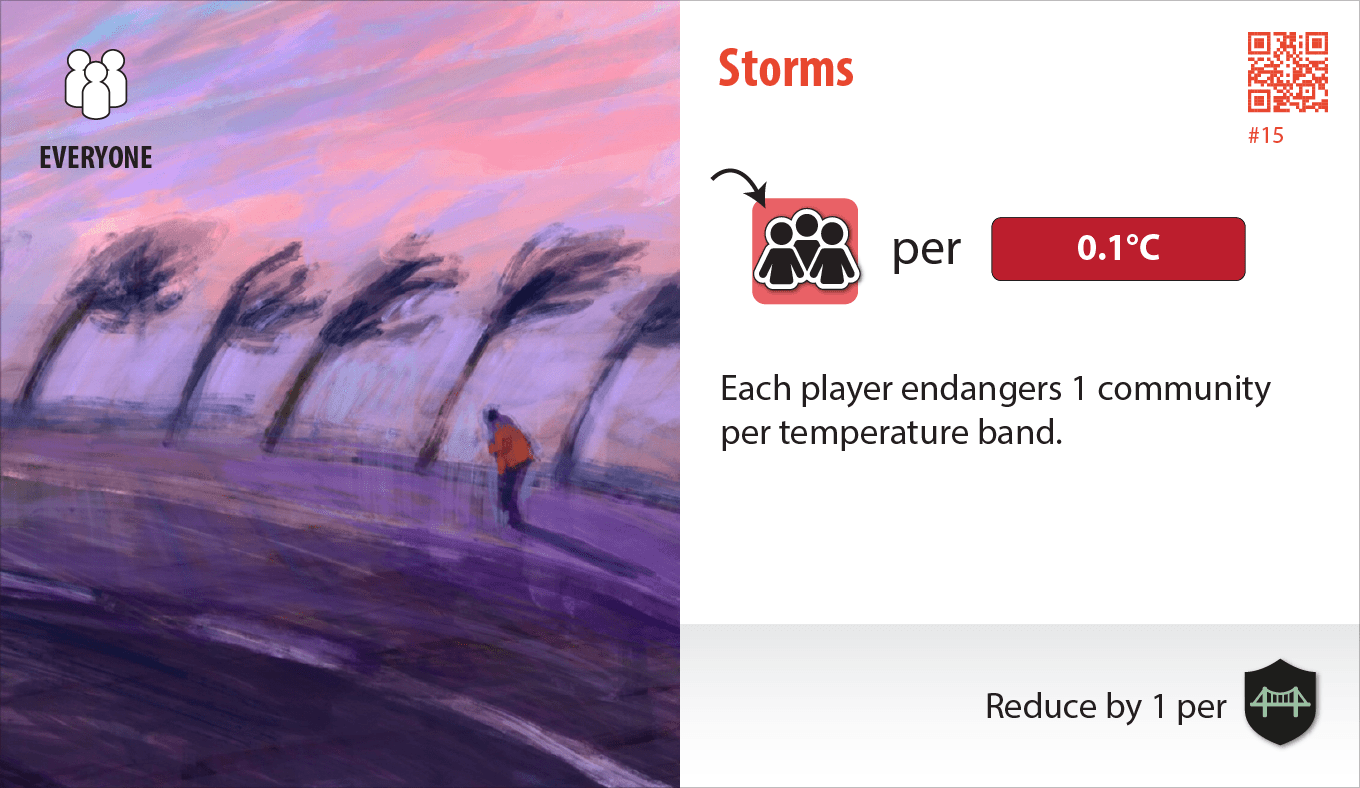 EVERYONE
Storms
#15
per
0.1°C
Each player endangers 1 community
per temperature band.
Reduce by 1 per